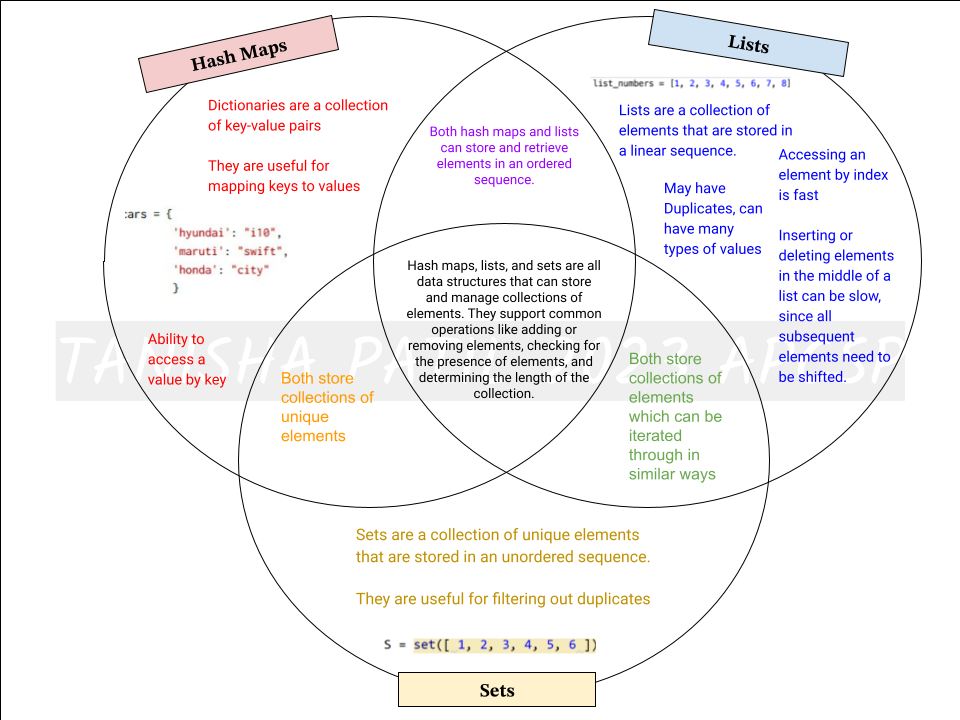 Hash Maps
Lists
list_numbers = [1, 2, 3, 4, 5, 6, 7, 8]
Dictionaries are a collection
of key-value pairs
They are useful for
mapping keys to values
:ars = {
'hyundai': "i10",
'maruti': "swift",
'honda': "city"
}
Ability to
access a
value by key
Both hash maps and lists
can store and retrieve
elements in an ordered
sequence.
Lists are a collection of
elements that are stored in
a linear sequence.
May have
Duplicates, can
have many
types of values
Accessing an
element by index
is fast
Inserting or
deleting elements
in the middle of a
list can be slow,
since all
subsequent
elements need to
be shifted.
Hash maps, lists, and sets are all
data structures that can store
and manage collections of
elements. They support common
operations like adding or
removing elements, checking for
the presence of elements, and
determining the length of the
collection.
Both store
collections of
unique
elements
Both store
collections of
elements
which can be
iterated
through in
similar ways
TANISHA 2023 AP
Sets are a collection of unique elements
that are stored in an unordered sequence.
They are useful for filtering out duplicates
S = set([ 1, 2, 3, 4, 5, 6 ])
Sets